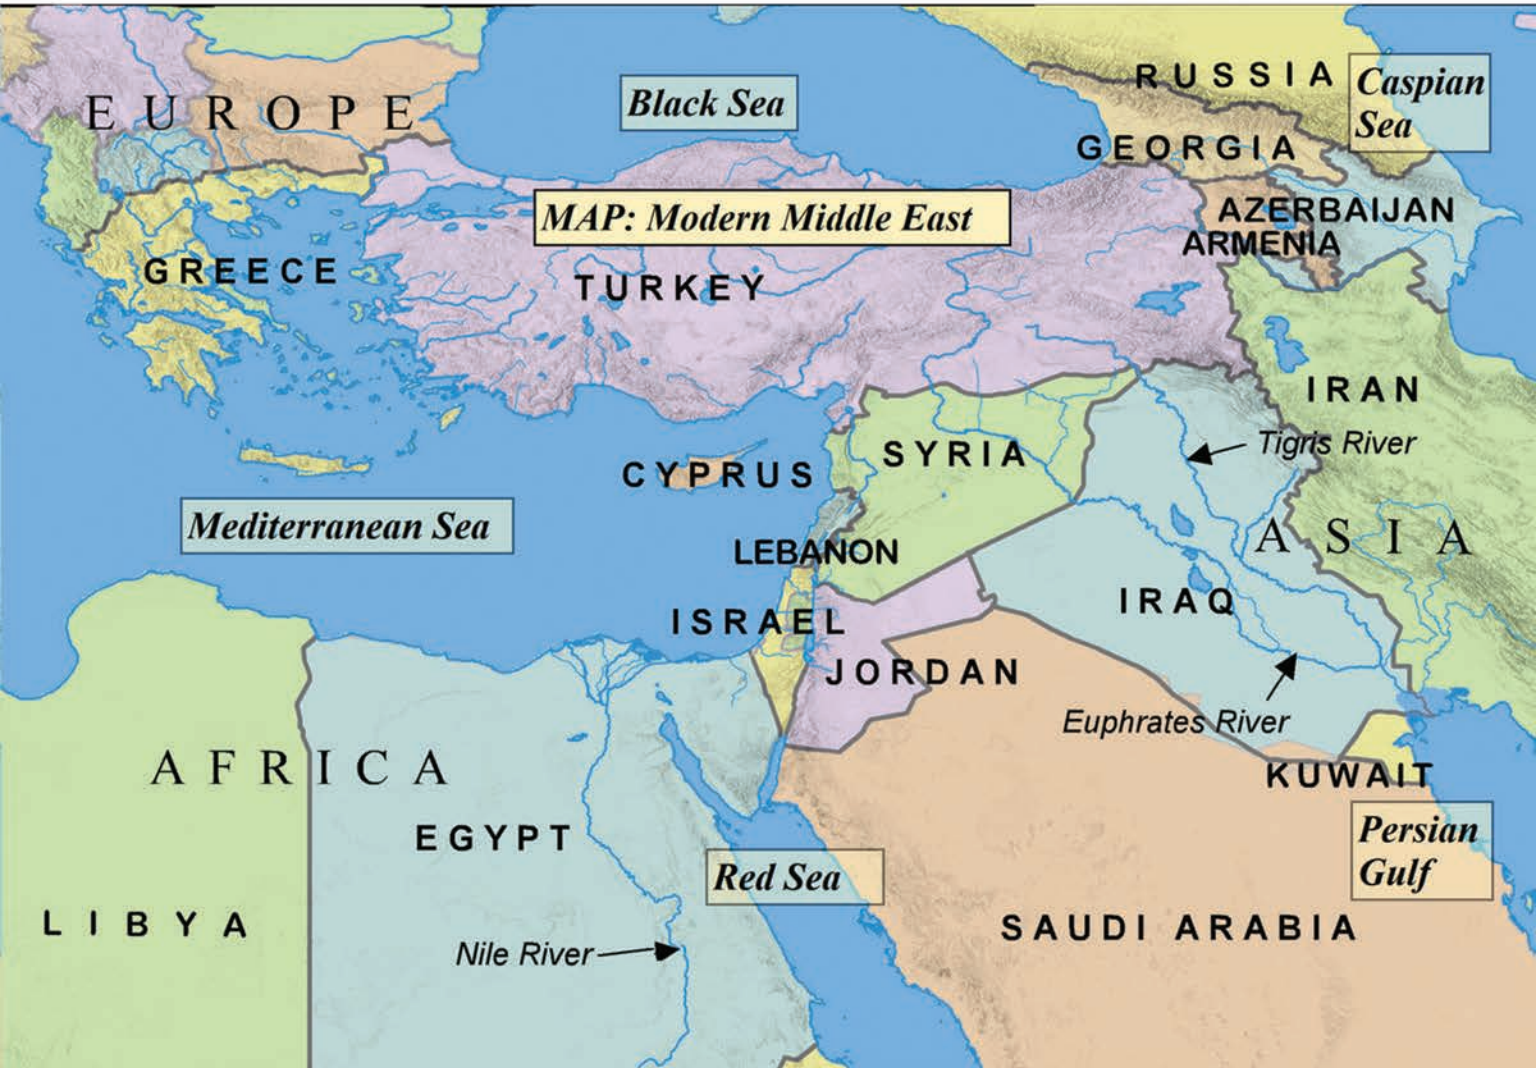 RUSSIA
Caspian
Sea
Black Sea
EUROPE
GEORGIA
MAP: Modern Middle East
AZERBAIJAN
ARMENIA
GREECE
TURKEY
IRAN
Tigris River
SYRIA
CYPRUS
Mediterranean Sea
ASIA
LEBANON
IRAQ
ISRAEL
JORDAN
Euphrates River
AFRICA
KUWAIT
EGYPT
Persian
Gulf
Red Sea
LIBYA
SAUDI ARABIA
Nile River